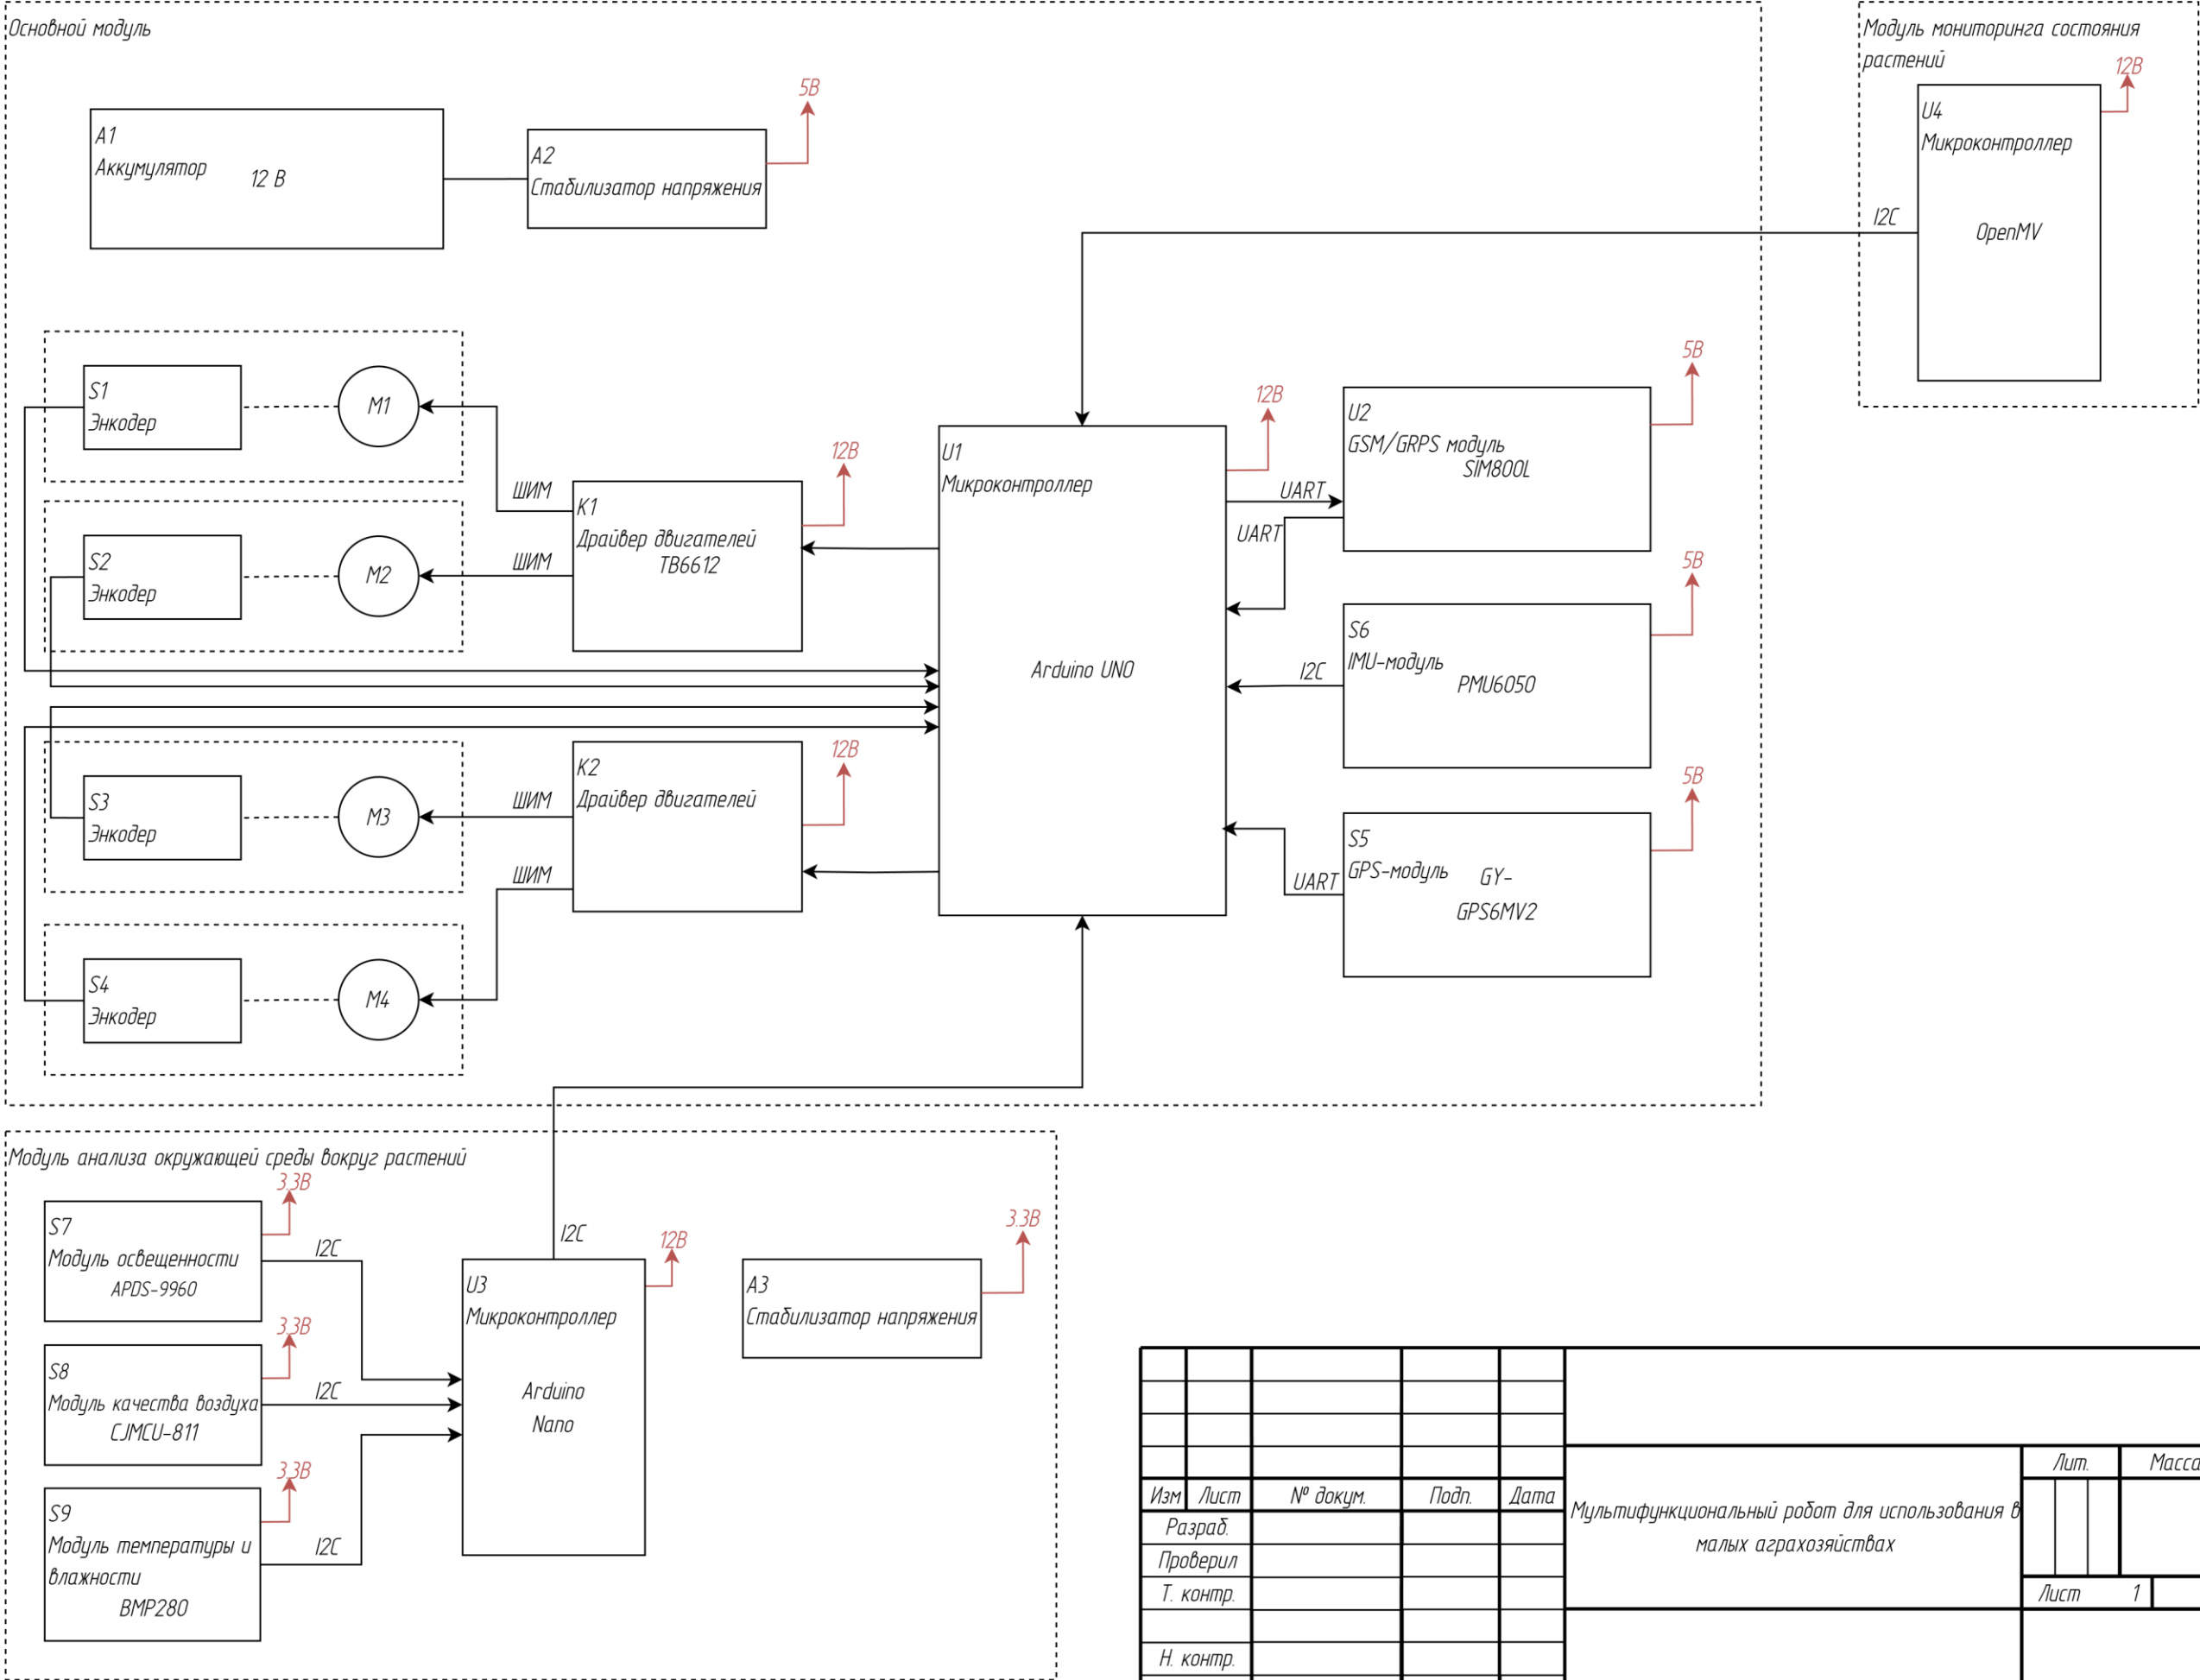 Основной модуль
A1
Аккумулятор
12 В
5В
A2
Стабилизатор напряжения
Модуль мониторинга состояния
растений
12В
U4
Микроконтроллер
OpenMV
I2C
S1
Энкодер
M1
ШИМ
S2
Энкодер
M2
ШИМ
12В
K1
Драйвер двигателей
TB6612
U1
Микроконтроллер
Arduino UNO
12В
UART
UART
5В
U2
GSM/GRPS модуль
SIM800L
5В
S6
IMU-модуль
PMU6050
I2C
5В
S5
GPS-модуль
GY-
GPS6MV2
UART
12В
K2
Драйвер двигателей
ШИМ
ШИМ
S3
Энкодер
M3
S4
Энкодер
M4
Модуль анализа окружающей среды вокруг растений
3.3В
S7
Модуль освещенности
APDS-9960
I2C
3.3В
S8
Модуль качества воздуха
CJMCU-811
I2C
3.3В
S9
Модуль температуры и
влажности
BMP280
I2C
I2C
12В
U3
Микроконтроллер
Arduino
Nano
3.3В
A3
Стабилизатор напряжения
Изм Лист № докум. Подп. Дата
Разраб.
Проверил
Т. контр.
Н. контр.
Мультифункциональный робот для использования в
малых аграхозяйствах
Лит. Масса
Лист 1